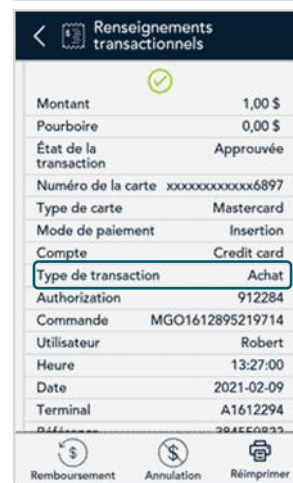 Renseignements
transactionnels
Montant 1,00 $
Pourboire 0,00 $
État de la Approuvée
transaction
Numéro de la carte xxxxxxxxxxxx6897
Type de carte Mastercard
Mode de paiement Insertion
Compte Credit card
Type de transaction Achat
Authorization 912284
Commande MGO1612895219714
Utilisateur Robert
Heure 13:27:00
Date 2021-02-09
Terminal A1612294
Remboursement Annulation Réimprimer